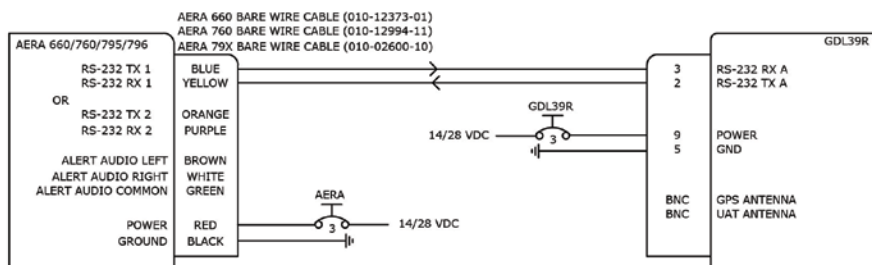 AERA 660 BARE WIRE CABLE (010-12373-01)
AERA 760 BARE WIRE CABLE (010-12994-11)
AERA 79X BARE WIRE CABLE (010-02600-10)
AERA 660/760/795/796
GDL39R
RS-232 TX 1 BLUE
RS-232 RX 1 YELLOW
OR
RS-232 TX 2 ORANGE
RS-232 RX 2 PURPLE
ALERT AUDIO LEFT BROWN
ALERT AUDIO RIGHT WHITE
ALERT AUDIO COMMON GREEN
POWER RED
GROUND BLACK
AERA
3
14/28 VDC
GDL39R
14/28 VDC
3
3 RS-232 RX A
2 RS-232 TX A
9 POWER
5 GND
BNC GPS ANTENNA
BNC UAT ANTENNA